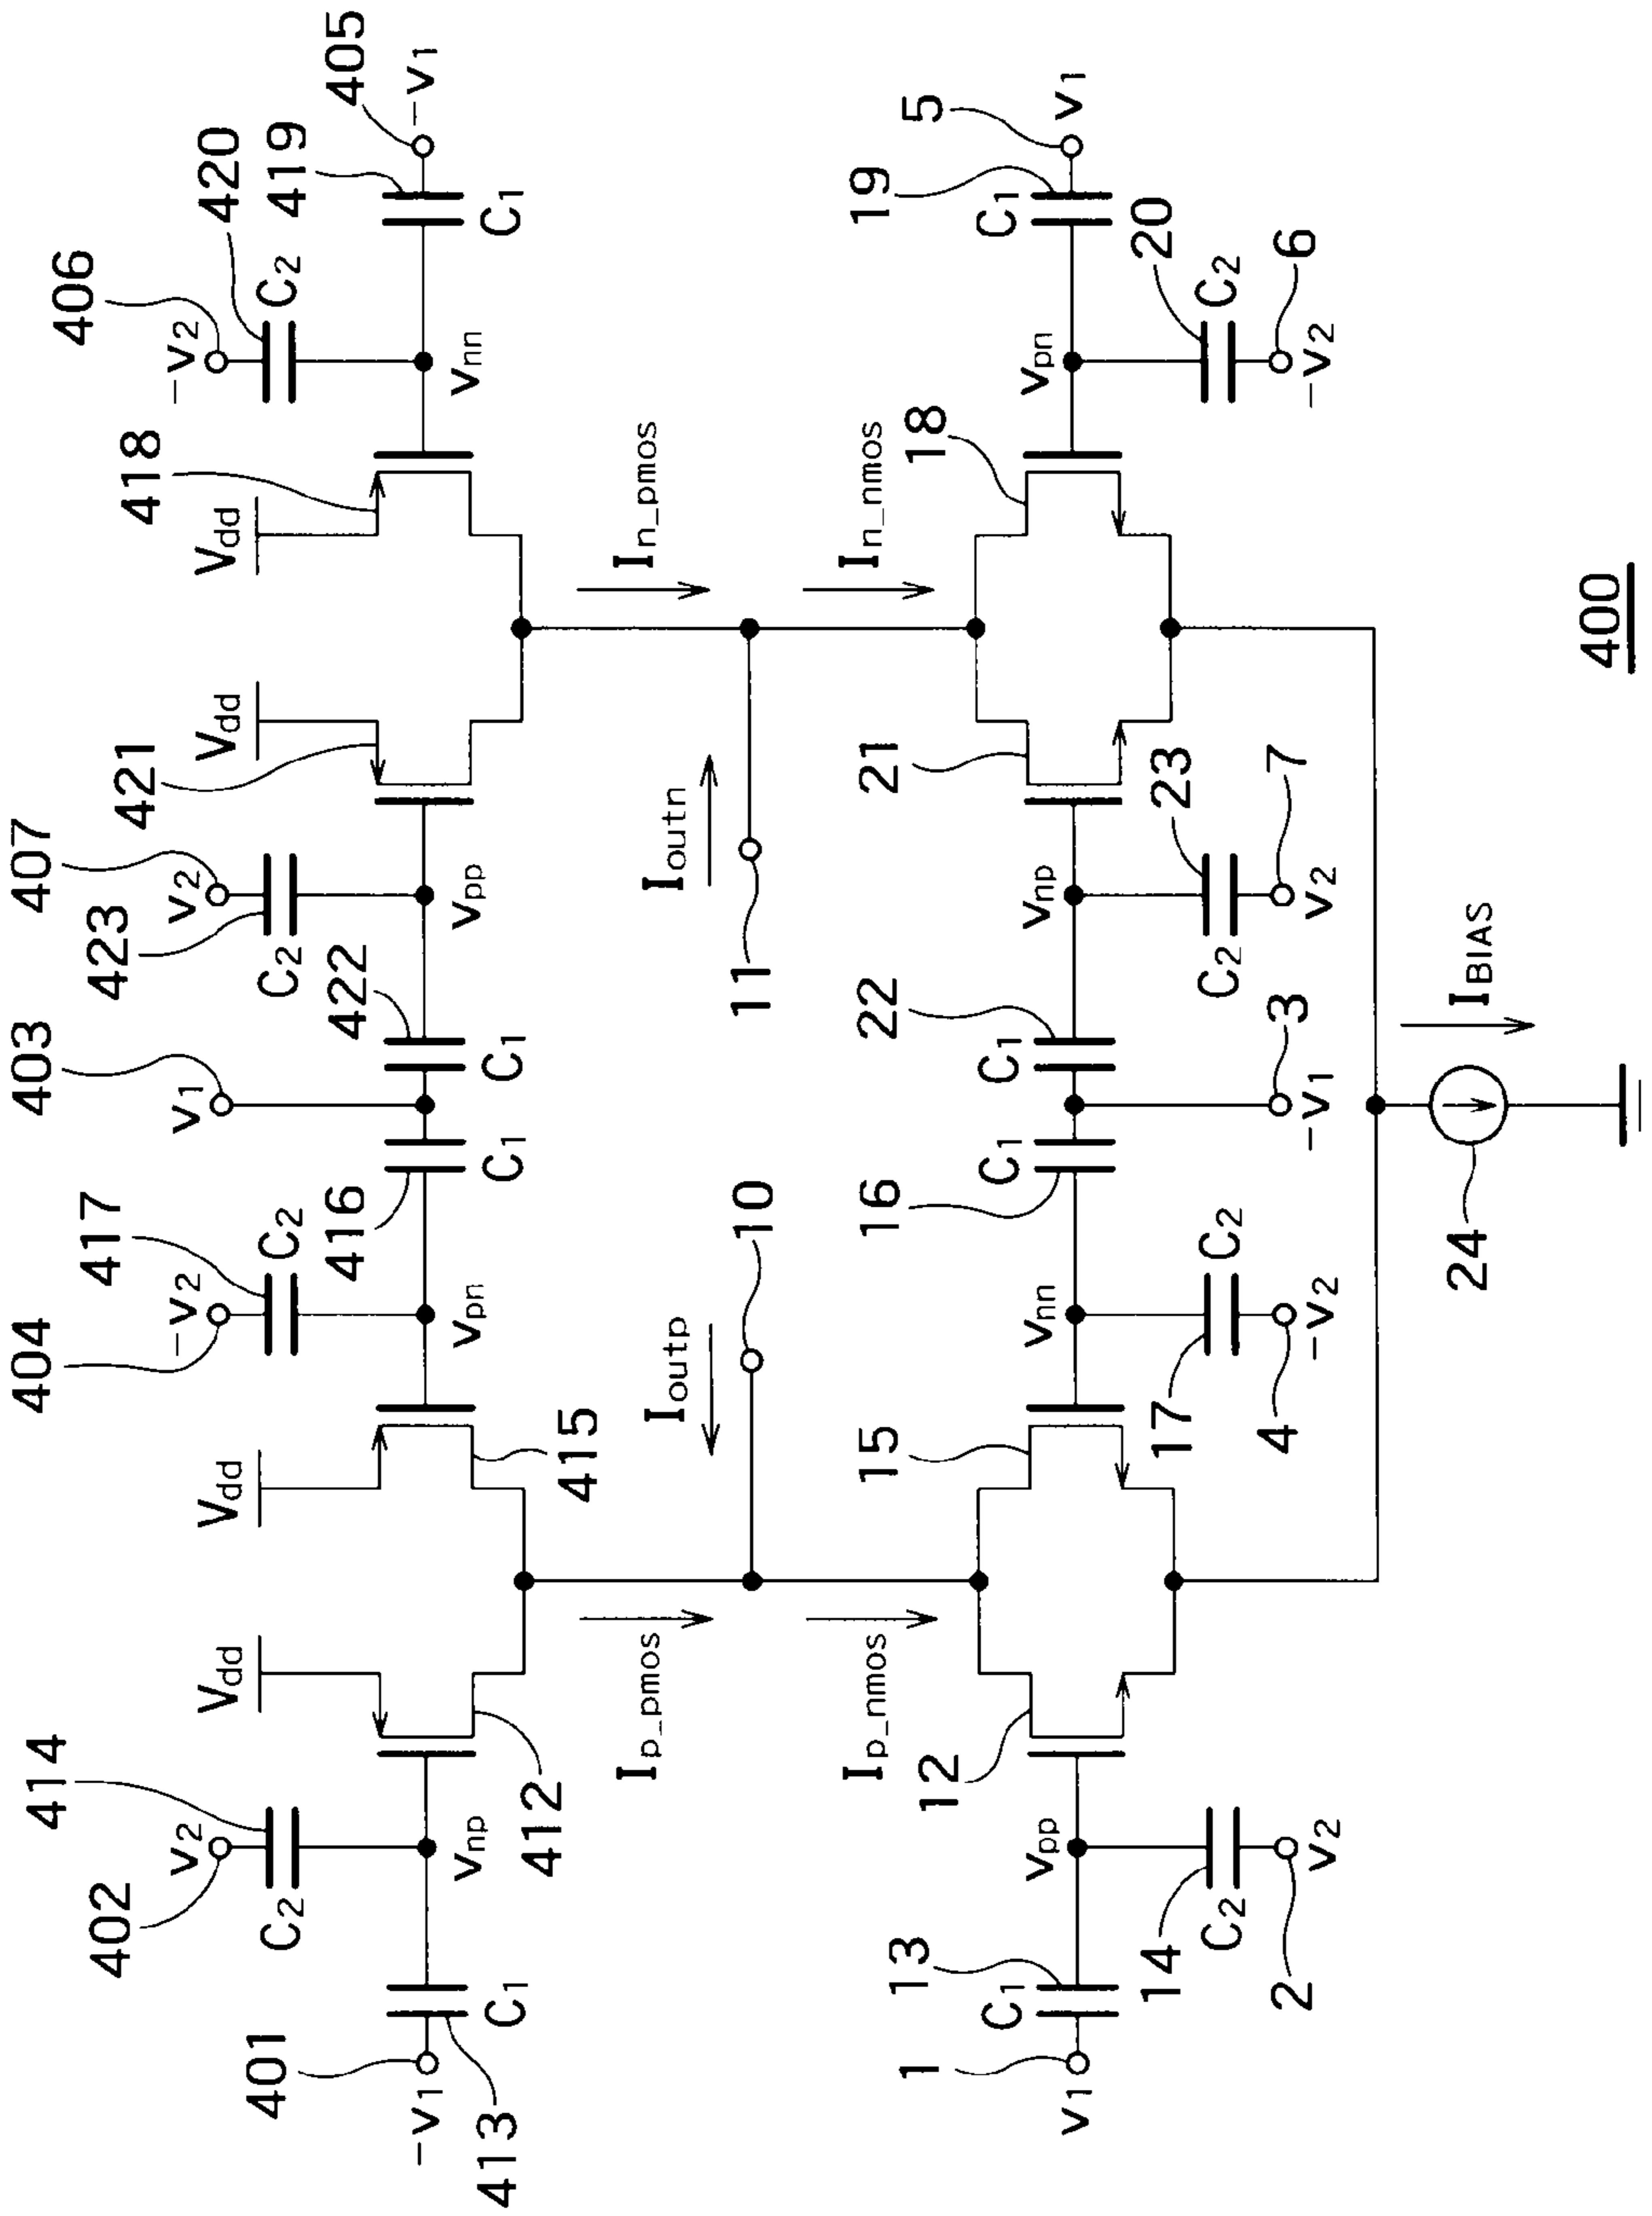 401
-v1
413
C1
402
v2
414
C2
vnp
412
Vdd
Vdd
415
404
-v2
417
C2
vpn
416
C1
403
v1
422
C1
407
v2
423
C2
vpp
421
Vdd
Vdd
418
406
-v2
420
C2
vnn
419
C1
405
-v1
Ip_pmos
Ioutp
10
11
Ioutn
In_pmos
Ip_nmos
In_nmos
1
v1
13
C1
vpp
14
C2
2
v2
12
15
vnn
17
C2
4
-v2
16
C1
3
-v1
22
C1
vnp
23
C2
7
v2
21
18
vpn
20
C2
6
-v2
19
C1
5
v1
24
IBIAS
400